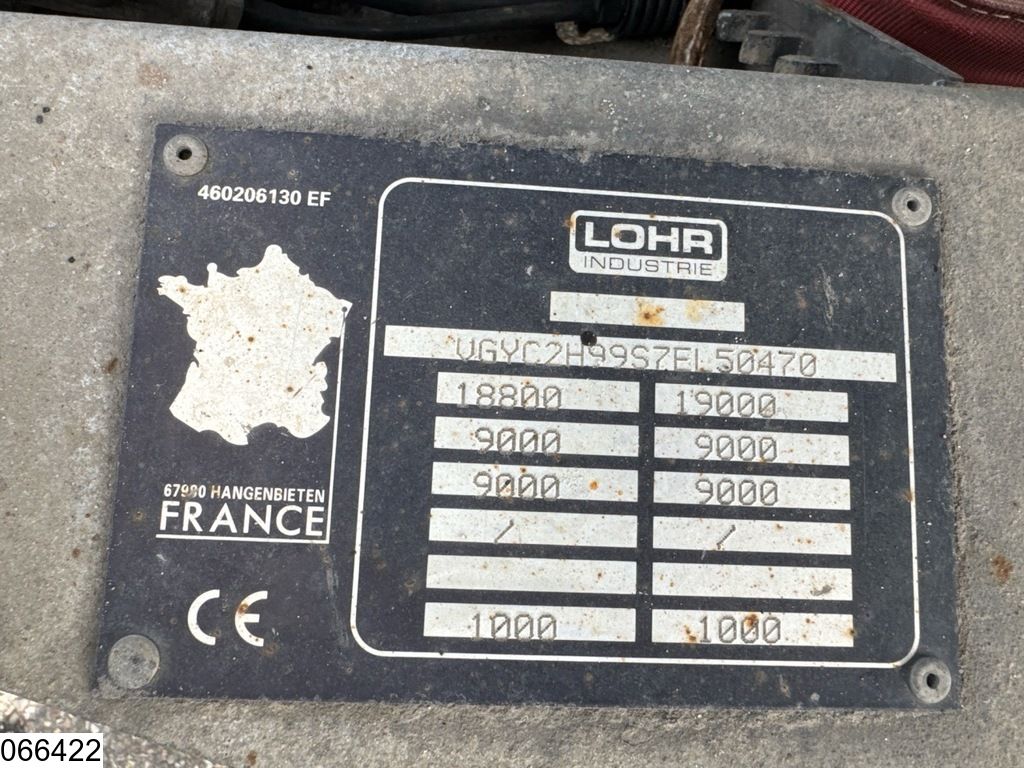 460206130 EF
LOHR
INDUSTRIE
VGYC2H99S7EL50470
18800 19000
9000 9000
9000 9000
/ /
1000 1000
67980 HANGENBIETEN
FRANCE
CE
066422